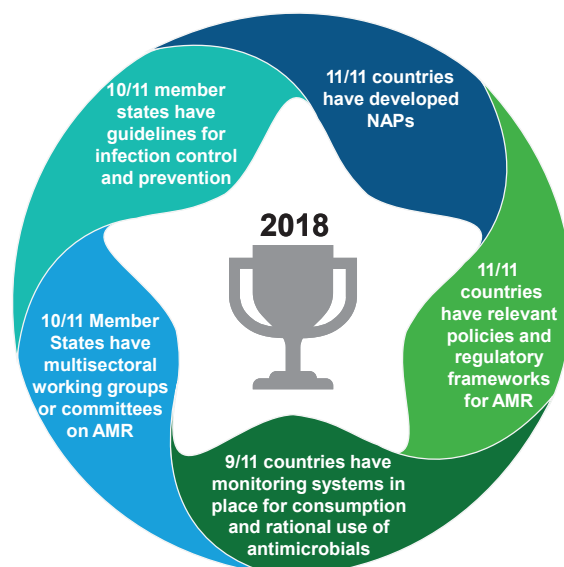 11/11 countries
have developed
NAPs
11/11
countries
have relevant
policies and
regulatory
frameworks
for AMR
9/11 countries have
monitoring systems in
place for consumption
and rational use of
antimicrobials
10/11 Member
States have
multisectoral
working groups
or committees
on AMR
10/11 member
states have
guidelines for
infection control
and prevention
2018